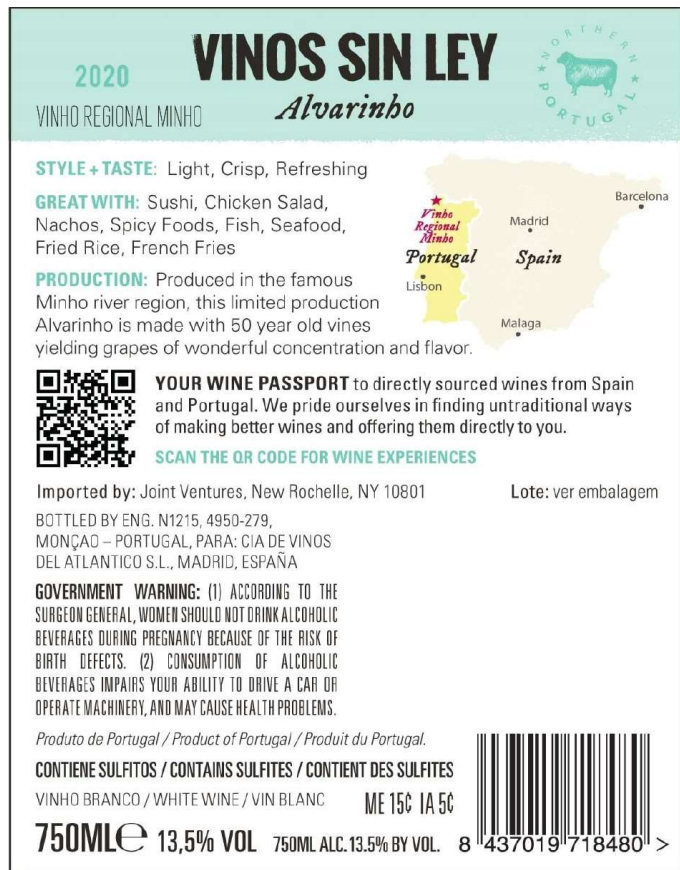 2020
VINHO REGIONAL MINHO
VINOS SIN LEY
Alvarinho
NORTHERN
PORTUGAL
STYLE + TASTE: Light, Crisp, Refreshing
GREAT WITH: Sushi, Chicken Salad,
Nachos, Spicy Foods, Fish, Seafood,
Fried Rice, French Fries
PRODUCTION: Produced in the famous
Minho river region, this limited production
Alvarinho is made with 50 year old vines
yielding grapes of wonderful concentration and flavor.
Barcelona
Vinho
Regional
Minho
Madrid
Portugal
Spain
Lisbon
Malaga
YOUR WINE PASSPORT to directly sourced wines from Spain
and Portugal. We pride ourselves in finding untraditional ways
of making better wines and offering them directly to you.
SCAN THE QR CODE FOR WINE EXPERIENCES
Imported by: Joint Ventures, New Rochelle, NY 10801
Lote: ver embalagem
BOTTLED BY ENG. N1215, 4950-279,
MONÇAO – PORTUGAL, PARA: CIA DE VINOS
DEL ATLANTICO S.L., MADRID, ESPAÑA
GOVERNMENT WARNING: (1) ACCORDING TO THE
SURGEON GENERAL, WOMEN SHOULD NOT DRINK ALCOHOLIC
BEVERAGES DURING PREGNANCY BECAUSE OF THE RISK OF
BIRTH DEFECTS. (2) CONSUMPTION OF ALCOHOLIC
BEVERAGES IMPAIRS YOUR ABILITY TO DRIVE A CAR OR
OPERATE MACHINERY, AND MAY CAUSE HEALTH PROBLEMS.
Produto de Portugal / Product of Portugal / Produit du Portugal.
CONTIENE SULFITOS / CONTAINS SULFITES / CONTIENT DES SULFITES
VINHO BRANCO / WHITE WINE / VIN BLANC
ME 15¢ IA 5¢
750ML℮ 13,5% VOL 750ML ALC. 13.5% BY VOL.
8 437019 718480 >